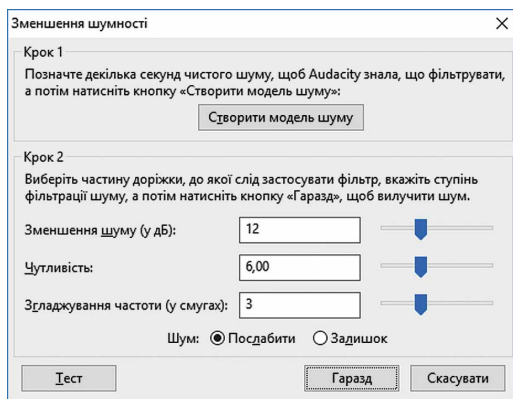 Зменшення шумності
Крок 1
Позначте декілька секунд чистого шуму, щоб Audacity знала, що фільтрувати,
а потім натисніть кнопку «Створити модель шуму»:
Створити модель шуму
Крок 2
Виберіть частину доріжки, до якої слід застосувати фільтр, вкажіть ступінь
фільтрації шуму, а потім натисніть кнопку «Гаразд», щоб вилучити шум.
Зменшення шуму (у дБ): 12
Чутливість: 6,00
Згладжування частоти (у смугах): 3
Шум: Послабити Залишок
Тест Гаразд Скасувати